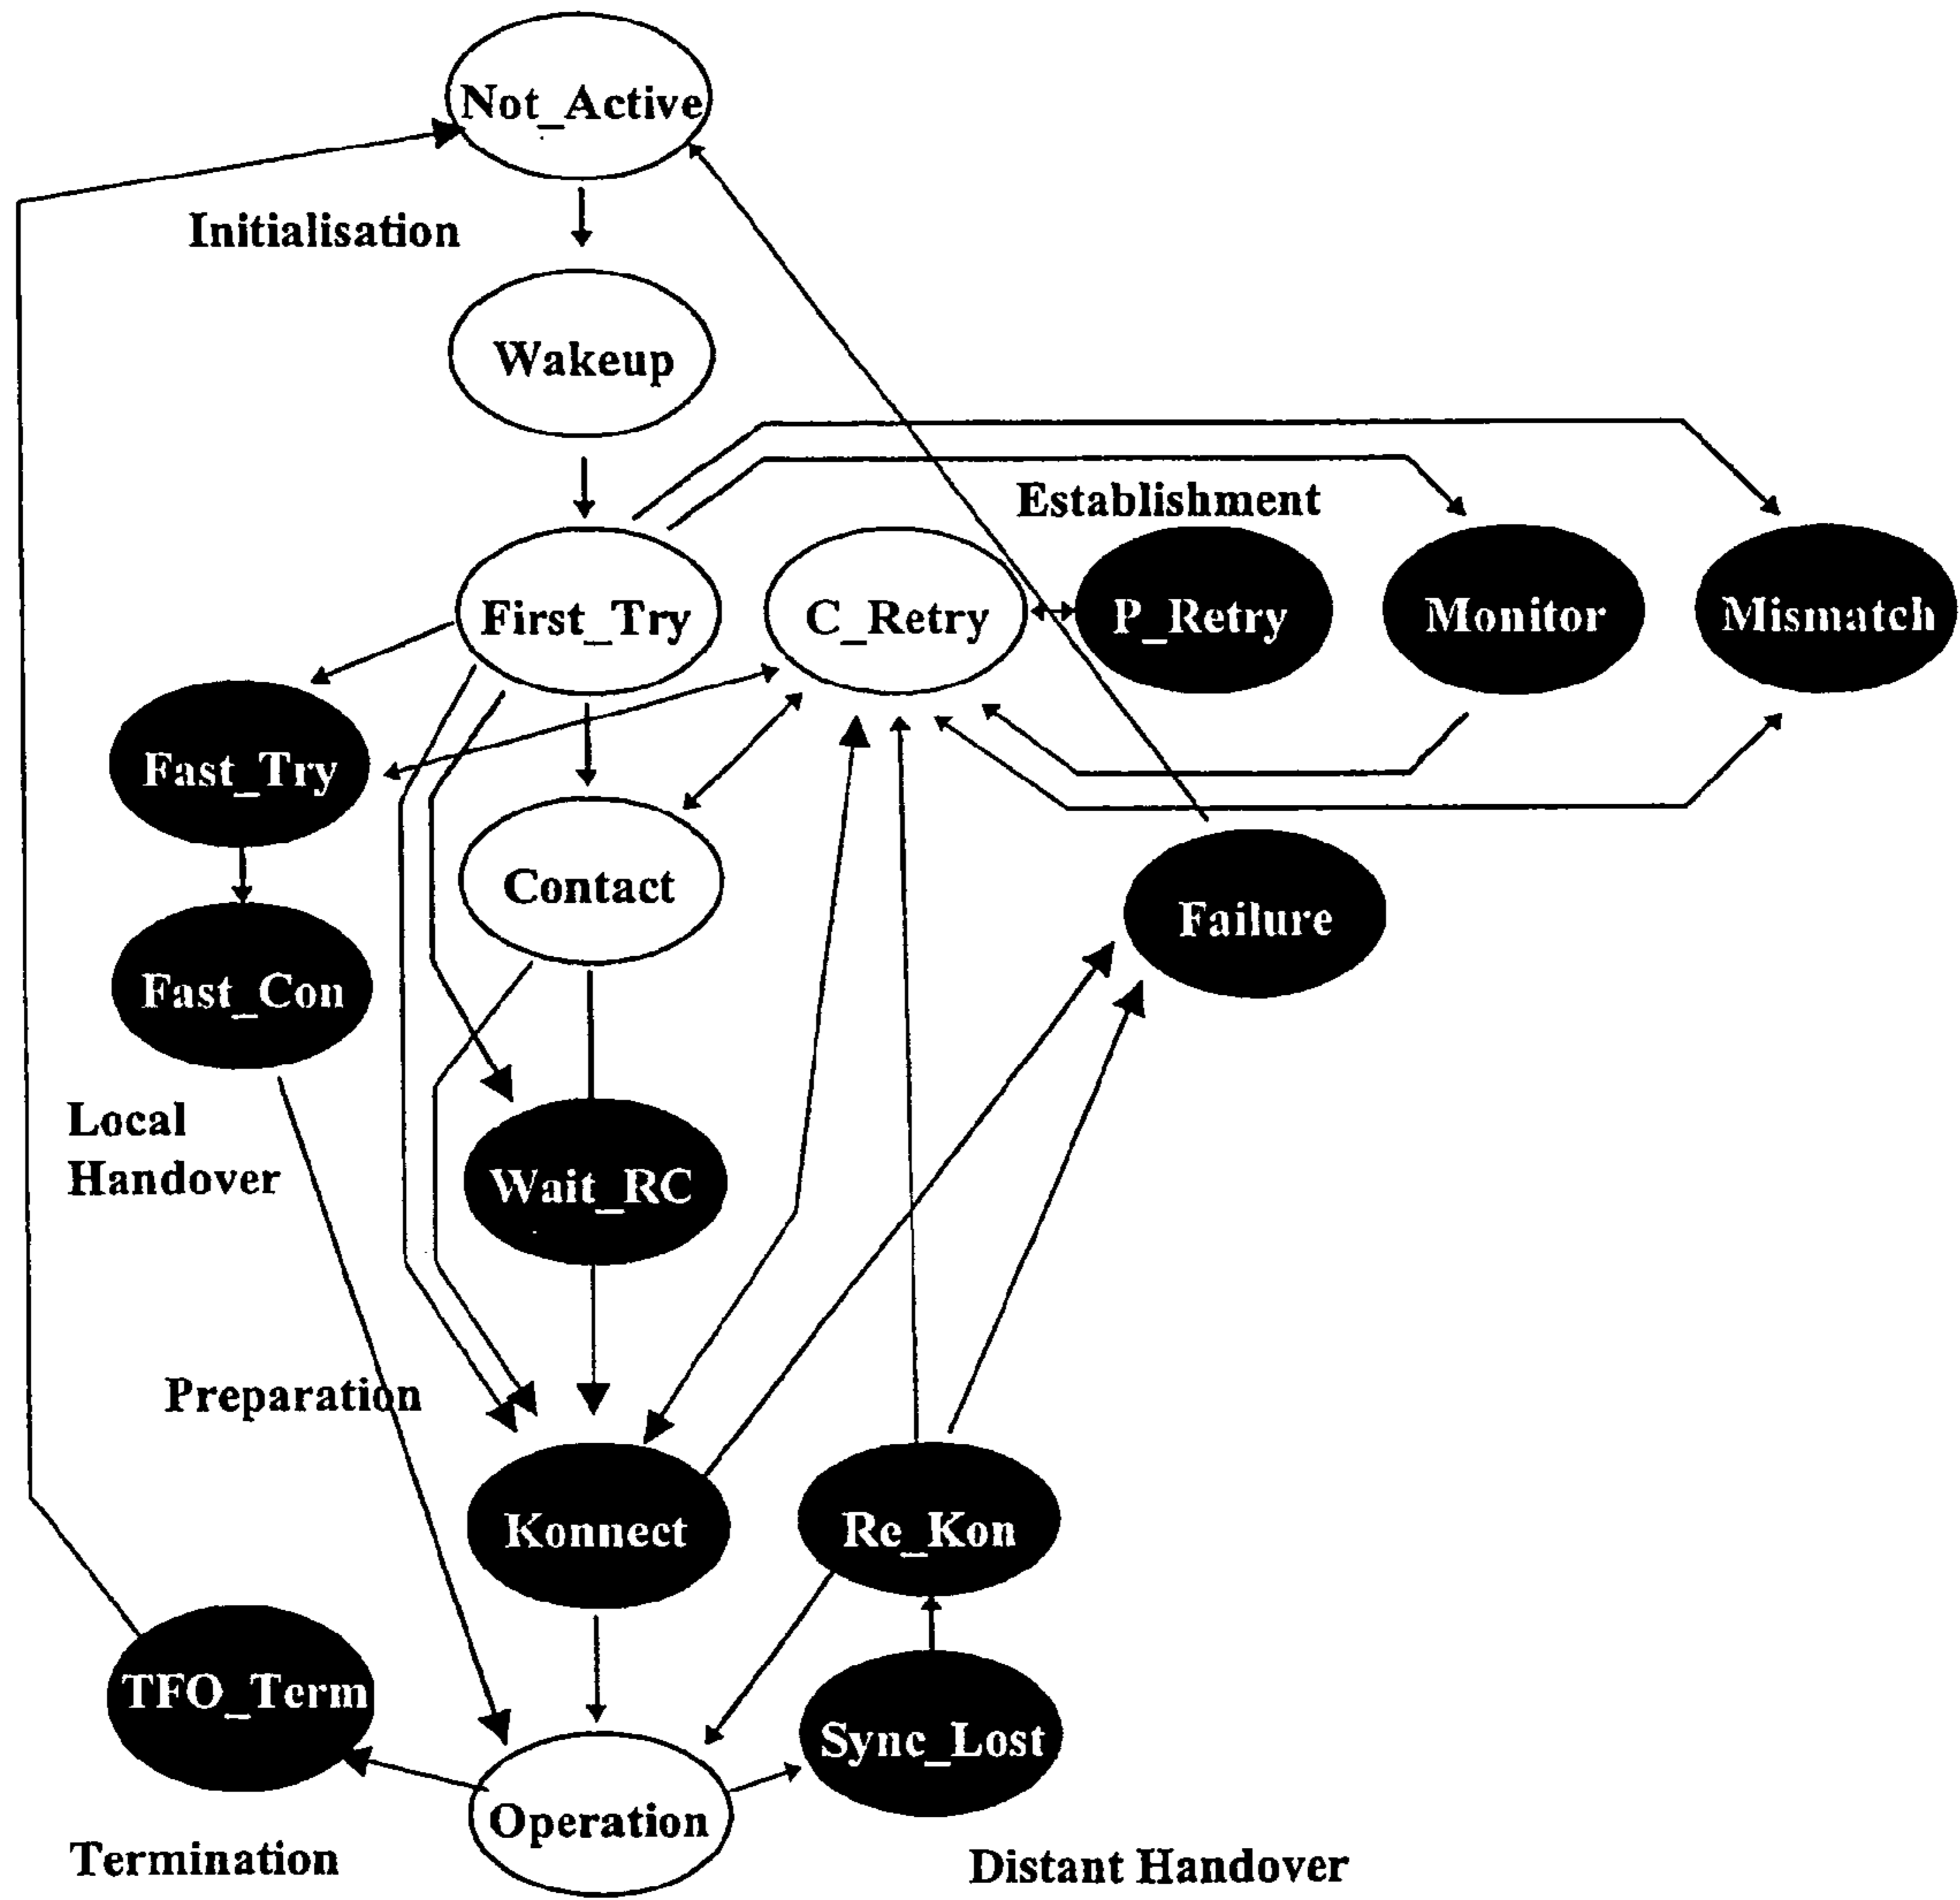 Not_Active
Initialisation
Wakeup
Establishment
First_Try
C_Retry
P_Retry
Monitor
Mismatch
Fast_Try
Contact
Failure
Fast_Con
Local
Handover
Wait_RC
Preparation
Konnect
Re_Kon
TFO_Term
Sync_Lost
Operation
Termination
Distant Handover